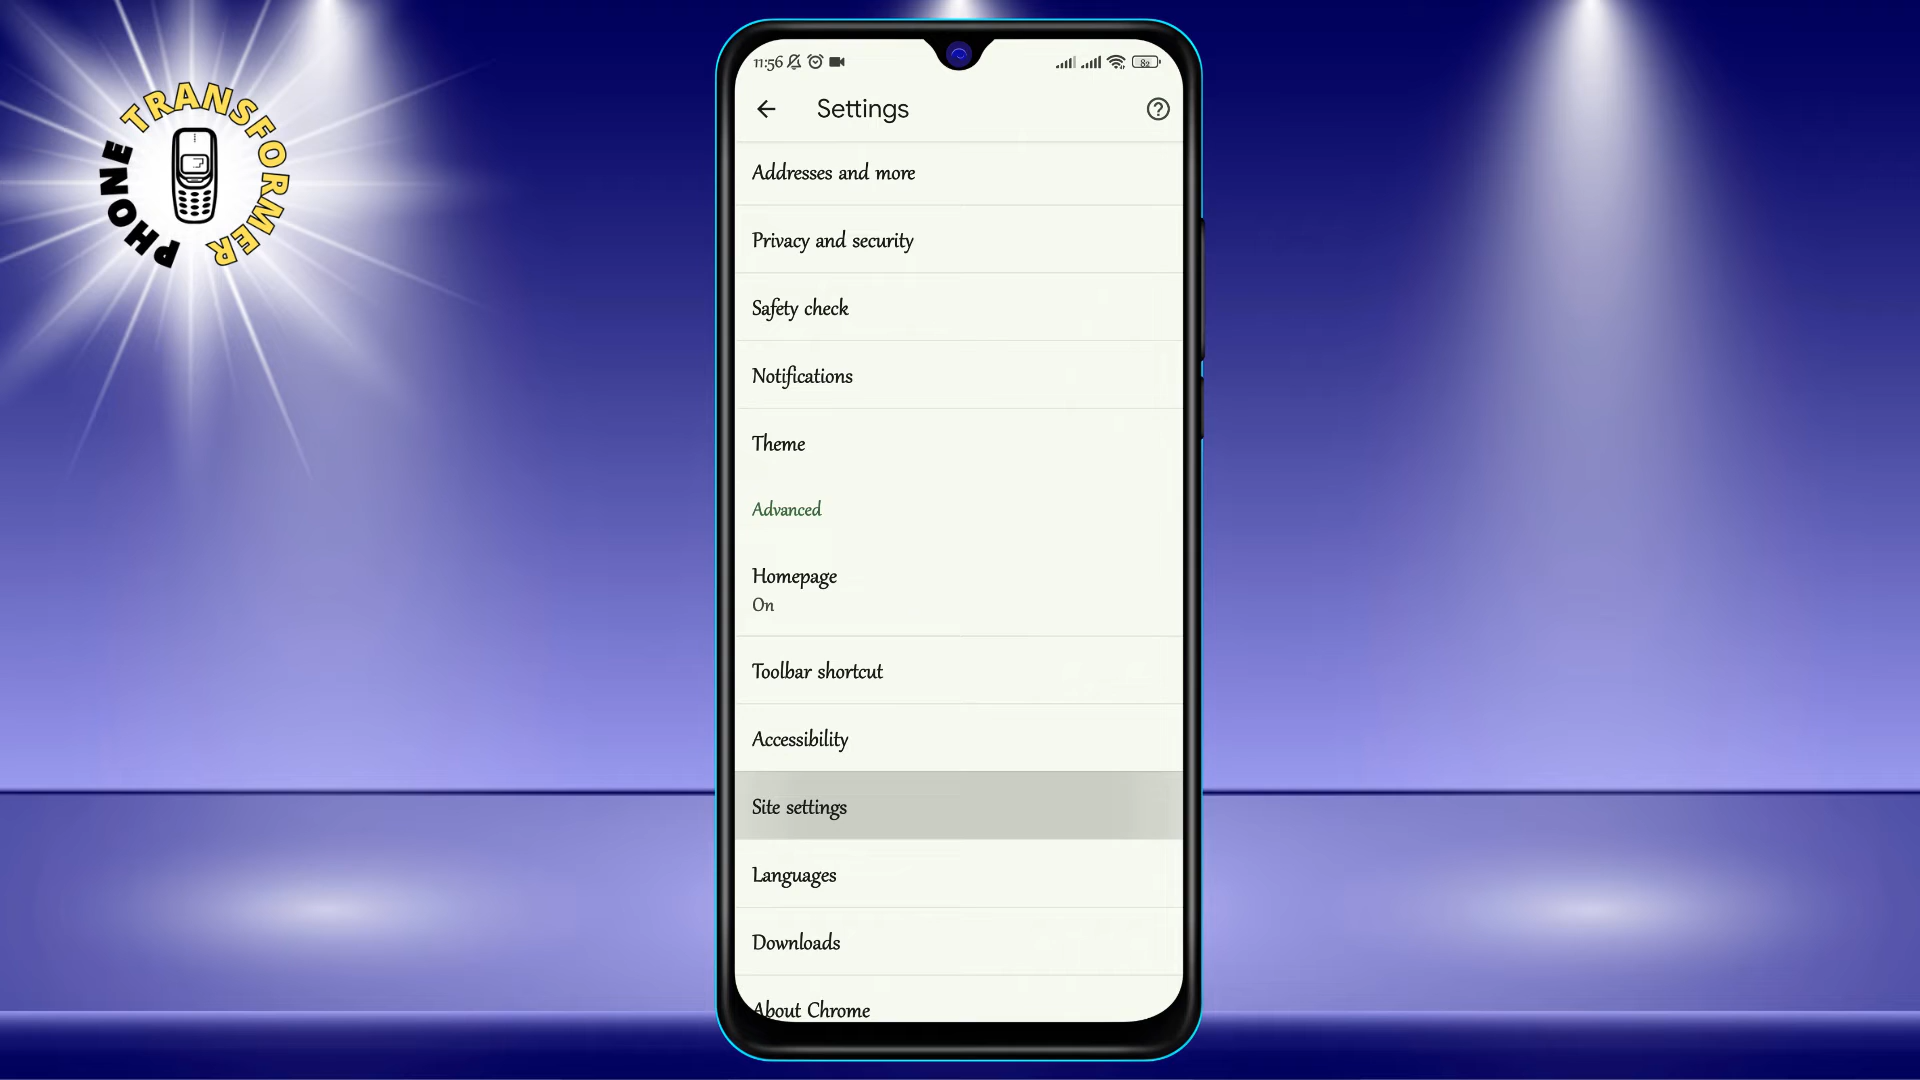 PHONE TRANSFORMER
11:56
82
Settings
Addresses and more
Privacy and security
Safety check
Notifications
Theme
Advanced
Homepage
On
Toolbar shortcut
Accessibility
Site settings
Languages
Downloads
About Chrome